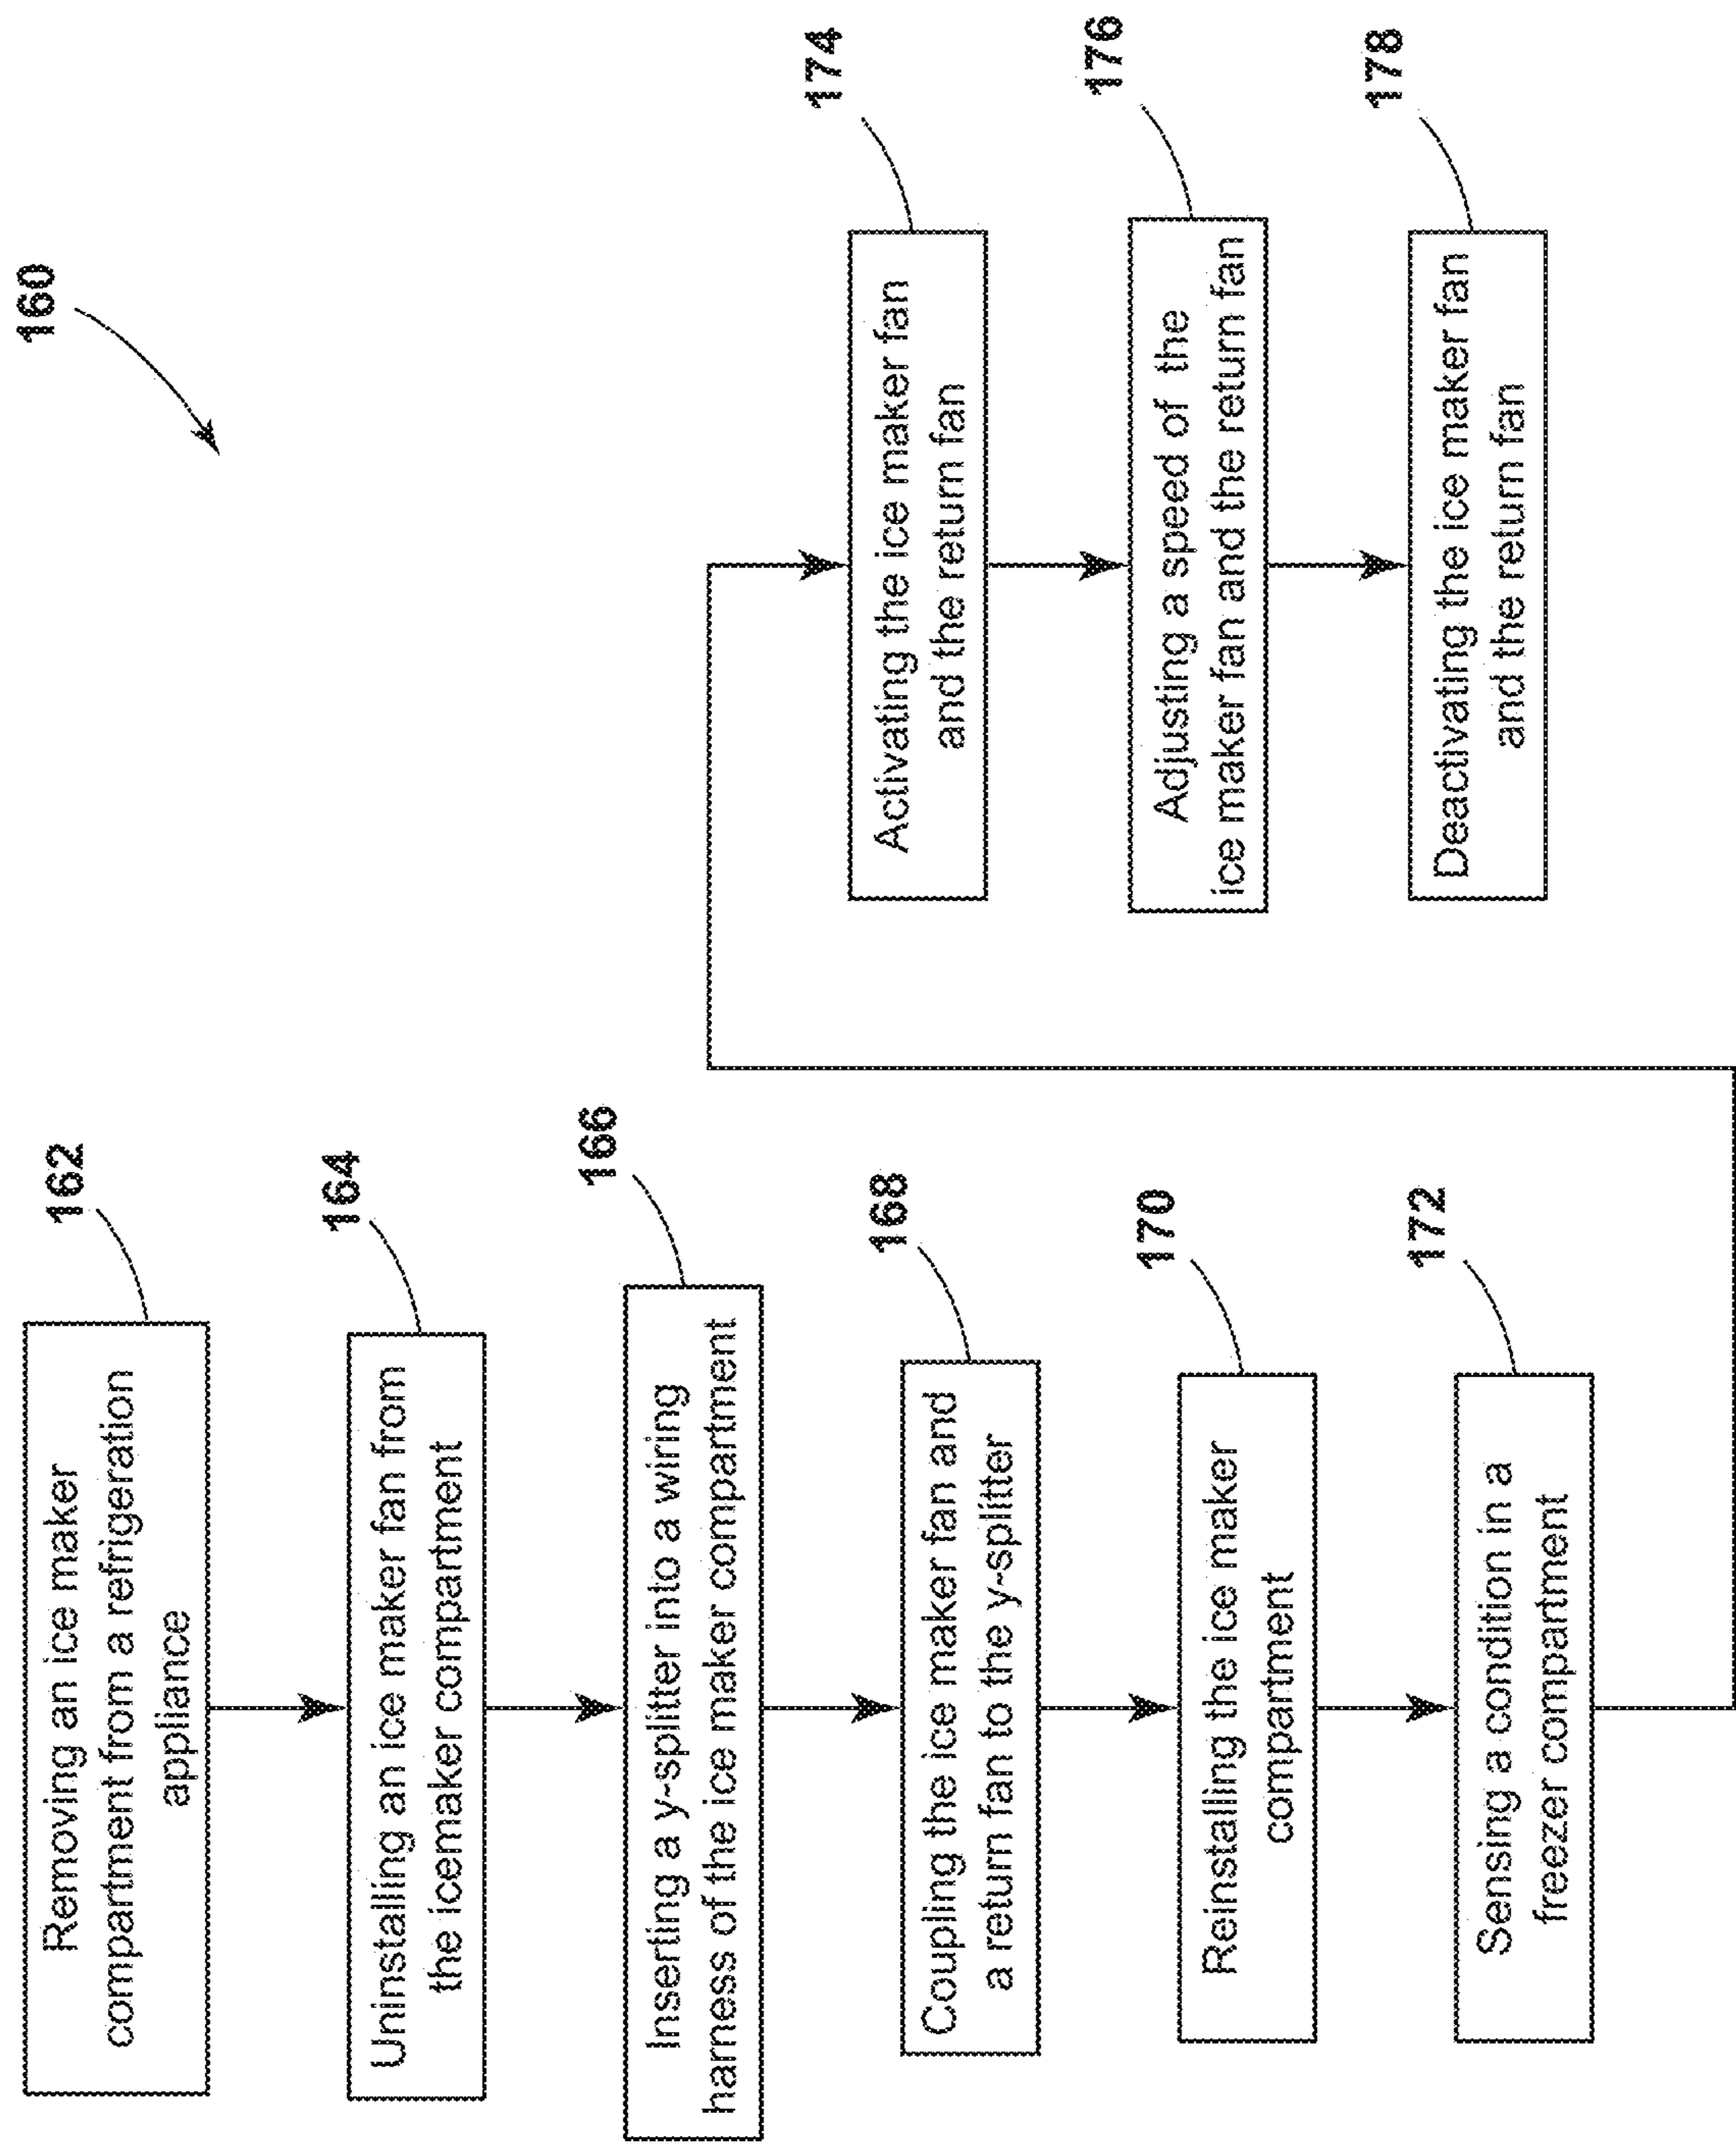 160
162
Removing an ice maker
compartment from a refrigeration
appliance
164
Uninstalling an ice maker fan from
the icemaker compartment
166
Inserting a y-splitter into a wiring
harness of the ice maker compartment
168
Coupling the ice maker fan and
a return fan to the y-splitter
170
Reinstalling the ice maker
compartment
172
Sensing a condition in a
freezer compartment
174
Activating the ice maker fan
and the return fan
176
Adjusting a speed of the
ice maker fan and the return fan
178
Deactivating the ice maker fan
and the return fan